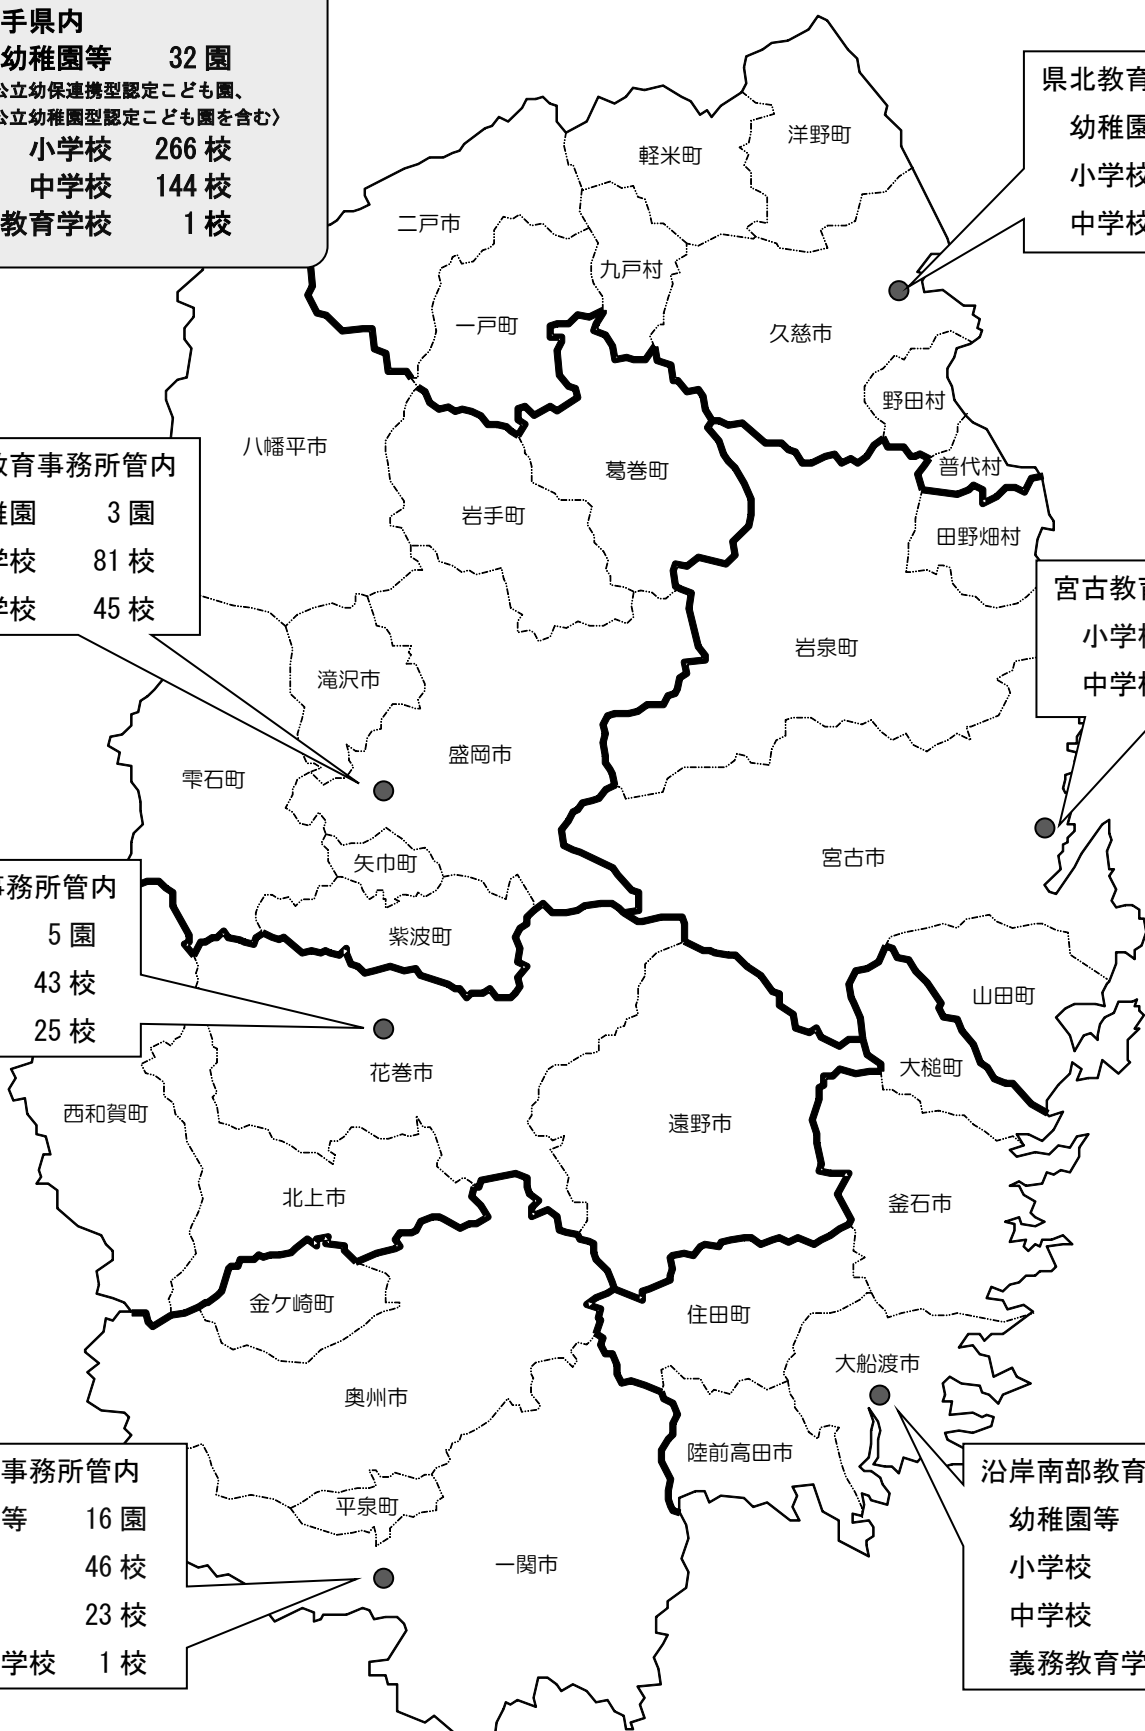 手県内
幼稚園等 32 園
公立幼保連携型認定こども園、
公立幼稚園型認定こども園を含む〉
小学校 266 校
中学校 144 校
教育学校 1 校
県北教育
幼稚園
小学校
中学校
洋野町
軽米町
二戸市
九戸村
一戸町
久慈市
野田村
普代村
八幡平市
葛巻町
岩手町
田野畑村
教育事務所管内
稚園 3 園
学校 81 校
学校 45 校
宮古教育
小学校
中学校
岩泉町
滝沢市
盛岡市
雫石町
矢巾町
宮古市
紫波町
事務所管内
5 園
43 校
25 校
山田町
大槌町
花巻市
西和賀町
遠野市
北上市
釜石市
金ケ崎町
住田町
大船渡市
奥州市
陸前高田市
平泉町
一関市
事務所管内
等 16 園
46 校
23 校
学校 1 校
沿岸南部教育
幼稚園等
小学校
中学校
義務教育学